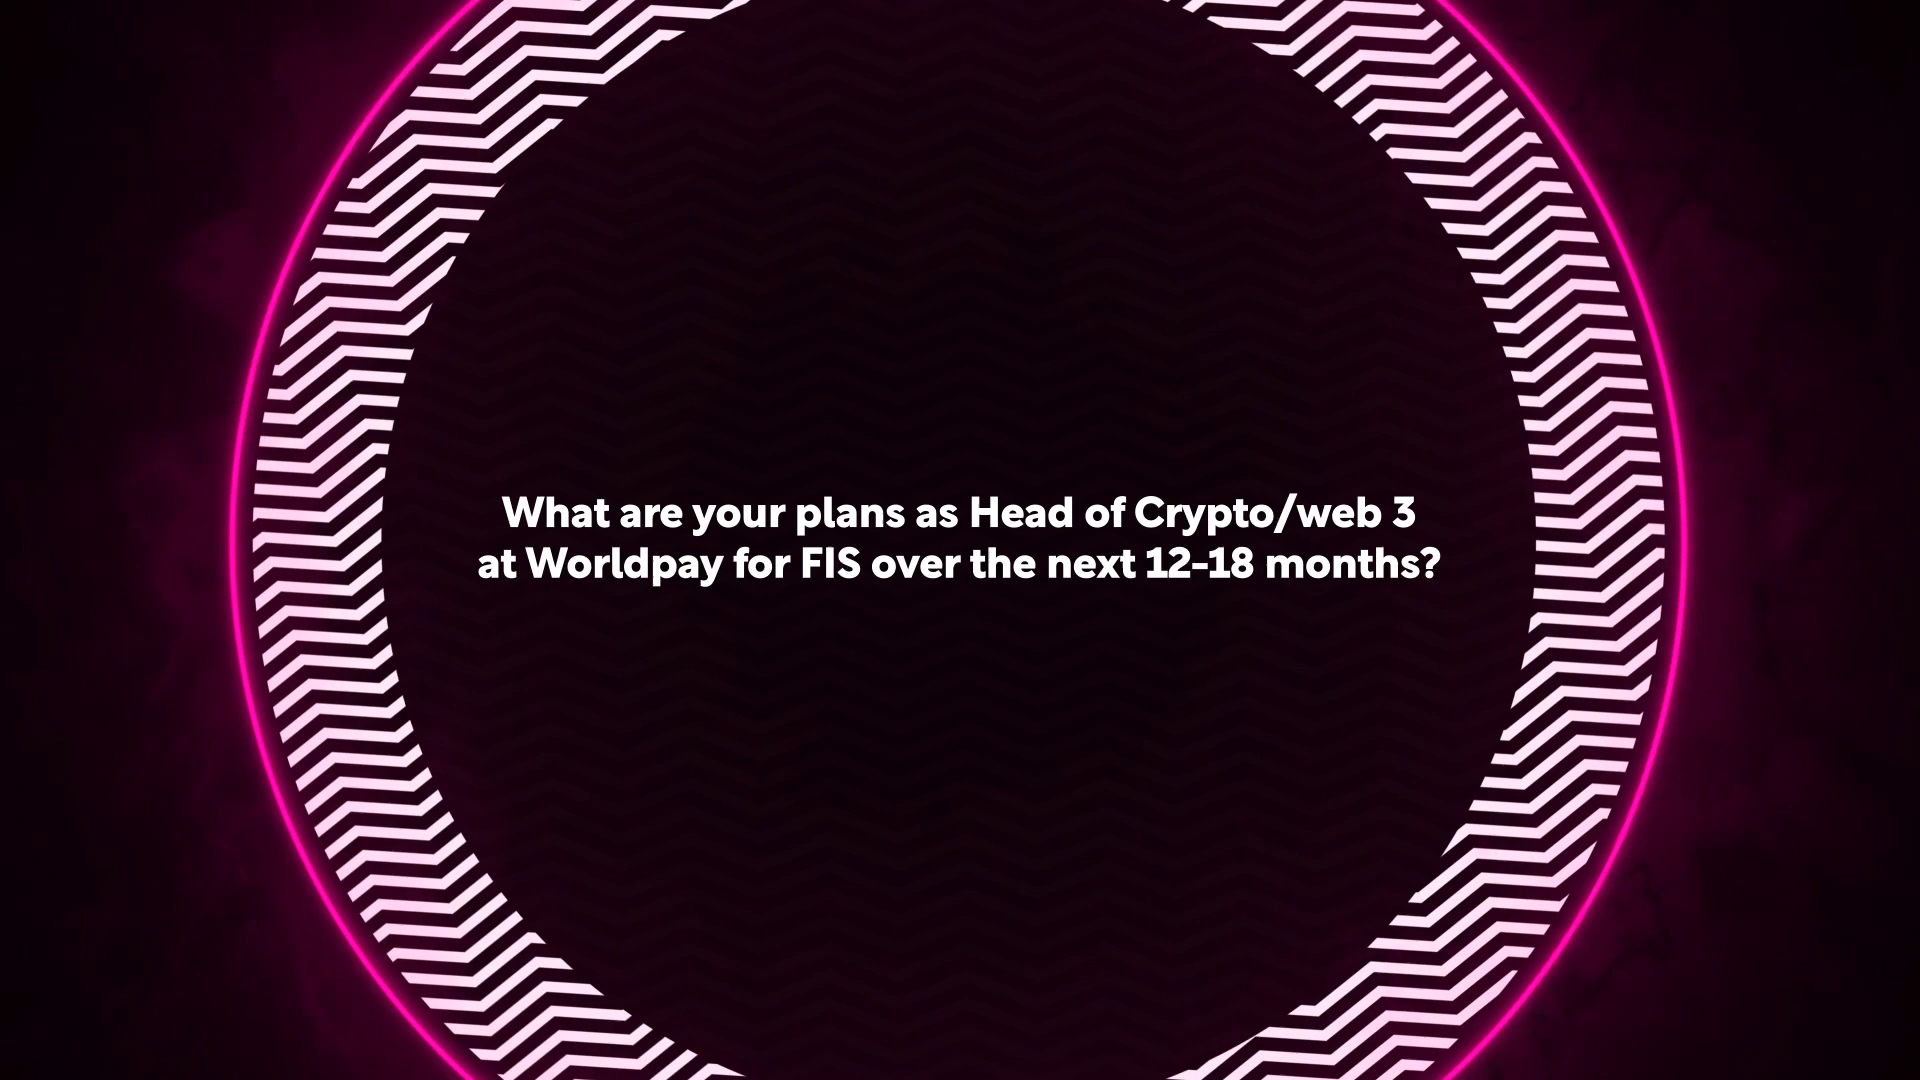 What are your plans as Head of Crypto/web 3
at Worldpay for FIS over the next 12-18 months?